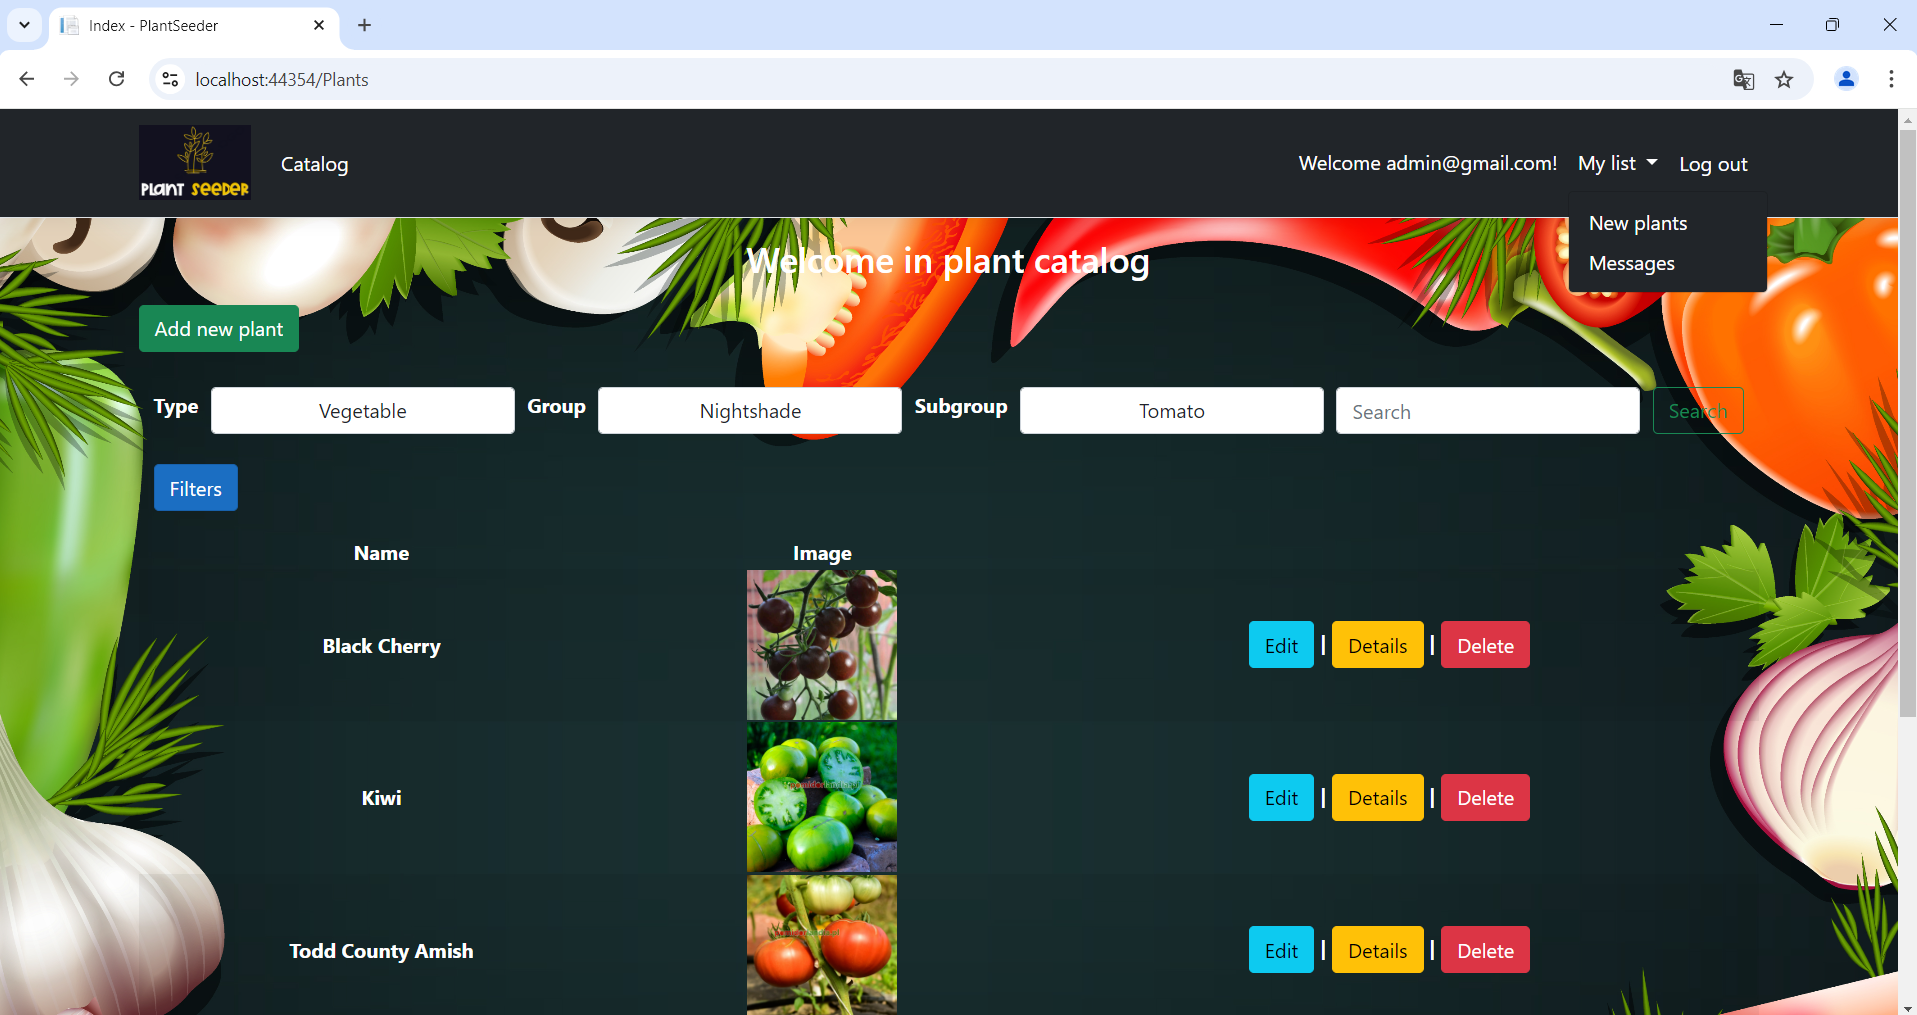 Index - PlantSeeder
localhost:44354/Plants
PLANT SEEDER
Catalog
Welcome admin@gmail.com!
My list
Log out
New plants
Messages
Welcome in plant catalog
Add new plant
Type
Vegetable
Group
Nightshade
Subgroup
Tomato
Search
Search
Filters
Name
Image
Black Cherry
Edit | Details | Delete
Kiwi
Edit | Details | Delete
Todd County Amish
Edit | Details | Delete